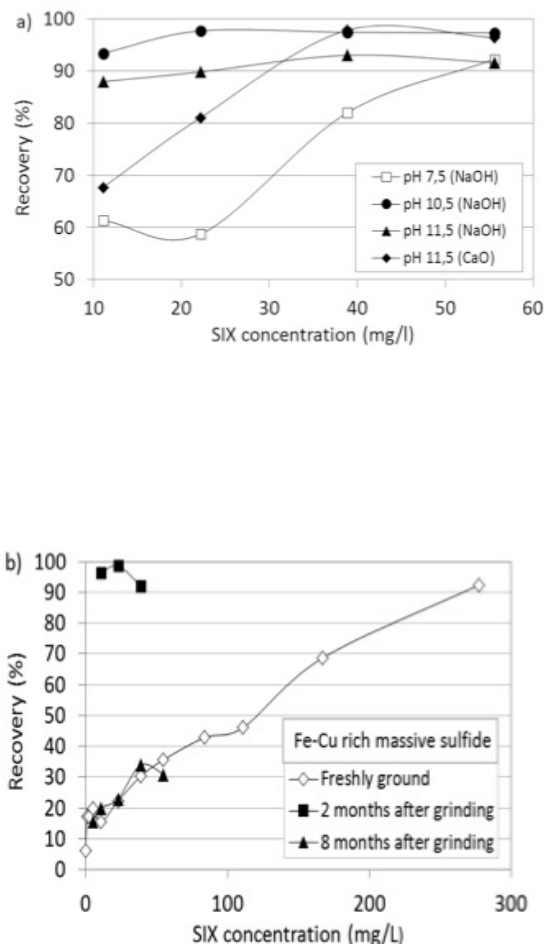 a)
100
90
80
70
60
50
Recovery (%)
10 20 30 40 50 60
SIX concentration (mg/l)
pH 7,5 (NaOH)
pH 10,5 (NaOH)
pH 11,5 (NaOH)
pH 11,5 (CaO)
b)
100
90
80
70
60
50
40
30
20
10
0
Recovery (%)
0 100 200 300
SIX concentration (mg/L)
Fe-Cu rich massive sulfide
Freshly ground
2 months after grinding
8 months after grinding